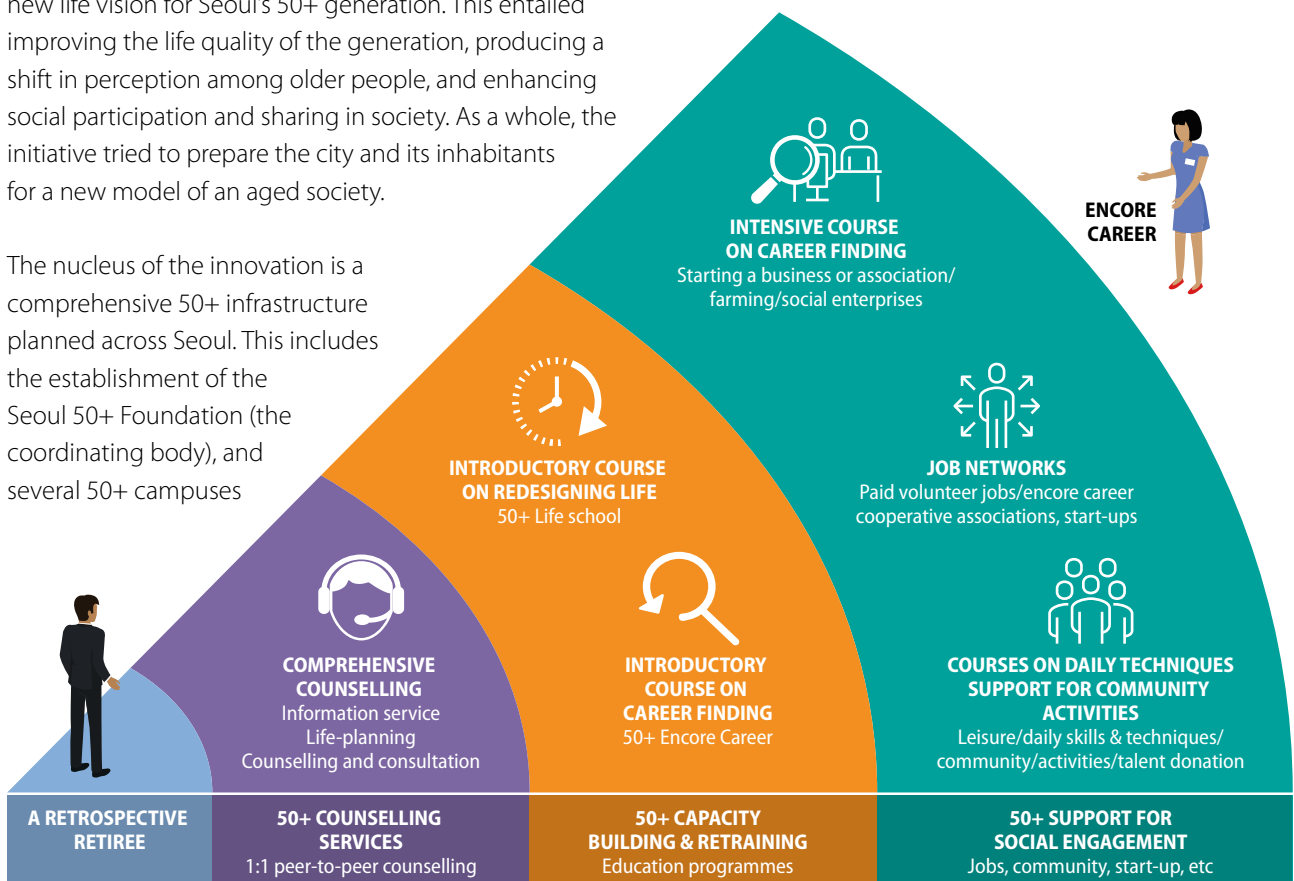 new life vision for Seoul's 50+ generation. This entailed
improving the life quality of the generation, producing a
shift in perception among older people, and enhancing
social participation and sharing in society. As a whole, the
initiative tried to prepare the city and its inhabitants
for a new model of an aged society.
The nucleus of the innovation is a
comprehensive 50+ infrastructure
planned across Seoul. This includes
the establishment of the
Seoul 50+ Foundation (the
coordinating body), and
several 50+ campuses
INTENSIVE COURSE
ON CAREER FINDING
Starting a business or association/
farming/social enterprises
ENCORE
CAREER
INTRODUCTORY COURSE
ON REDESIGNING LIFE
50+ Life school
JOB NETWORKS
Paid volunteer jobs/encore career
cooperative associations, start-ups
COMPREHENSIVE
COUNSELLING
Information service
Life-planning
Counselling and consultation
INTRODUCTORY
COURSE ON
CAREER FINDING
50+ Encore Career
COURSES ON DAILY TECHNIQUES
SUPPORT FOR COMMUNITY
ACTIVITIES
Leisure/daily skills & techniques/
community/activities/talent donation
A RETROSPECTIVE
RETIREE
50+ COUNSELLING
SERVICES
1:1 peer-to-peer counselling
50+ CAPACITY
BUILDING & RETRAINING
Education programmes
50+ SUPPORT FOR
SOCIAL ENGAGEMENT
Jobs, community, start-up, etc